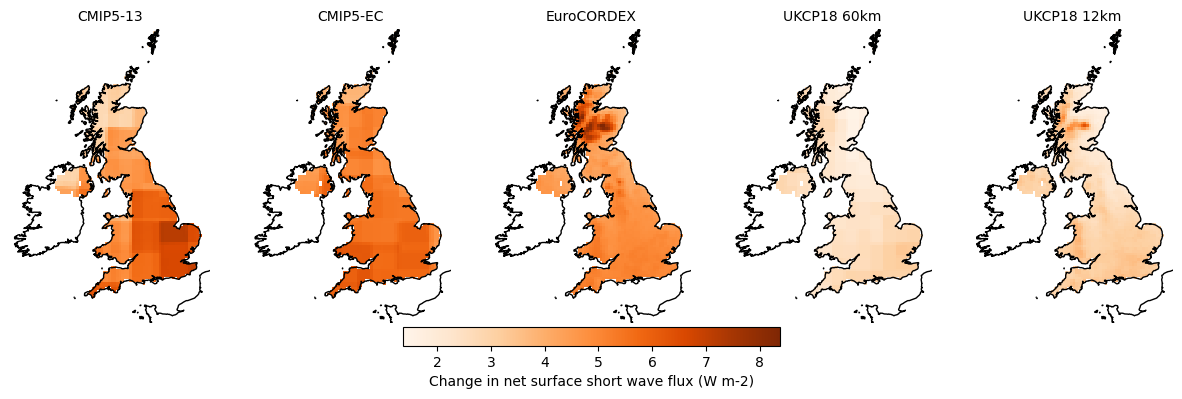 CMIP5-13
CMIP5-EC
EuroCORDEX
UKCP18 60km
UKCP18 12km
2 3 4 5 6 7 8
Change in net surface short wave flux (W m-2)